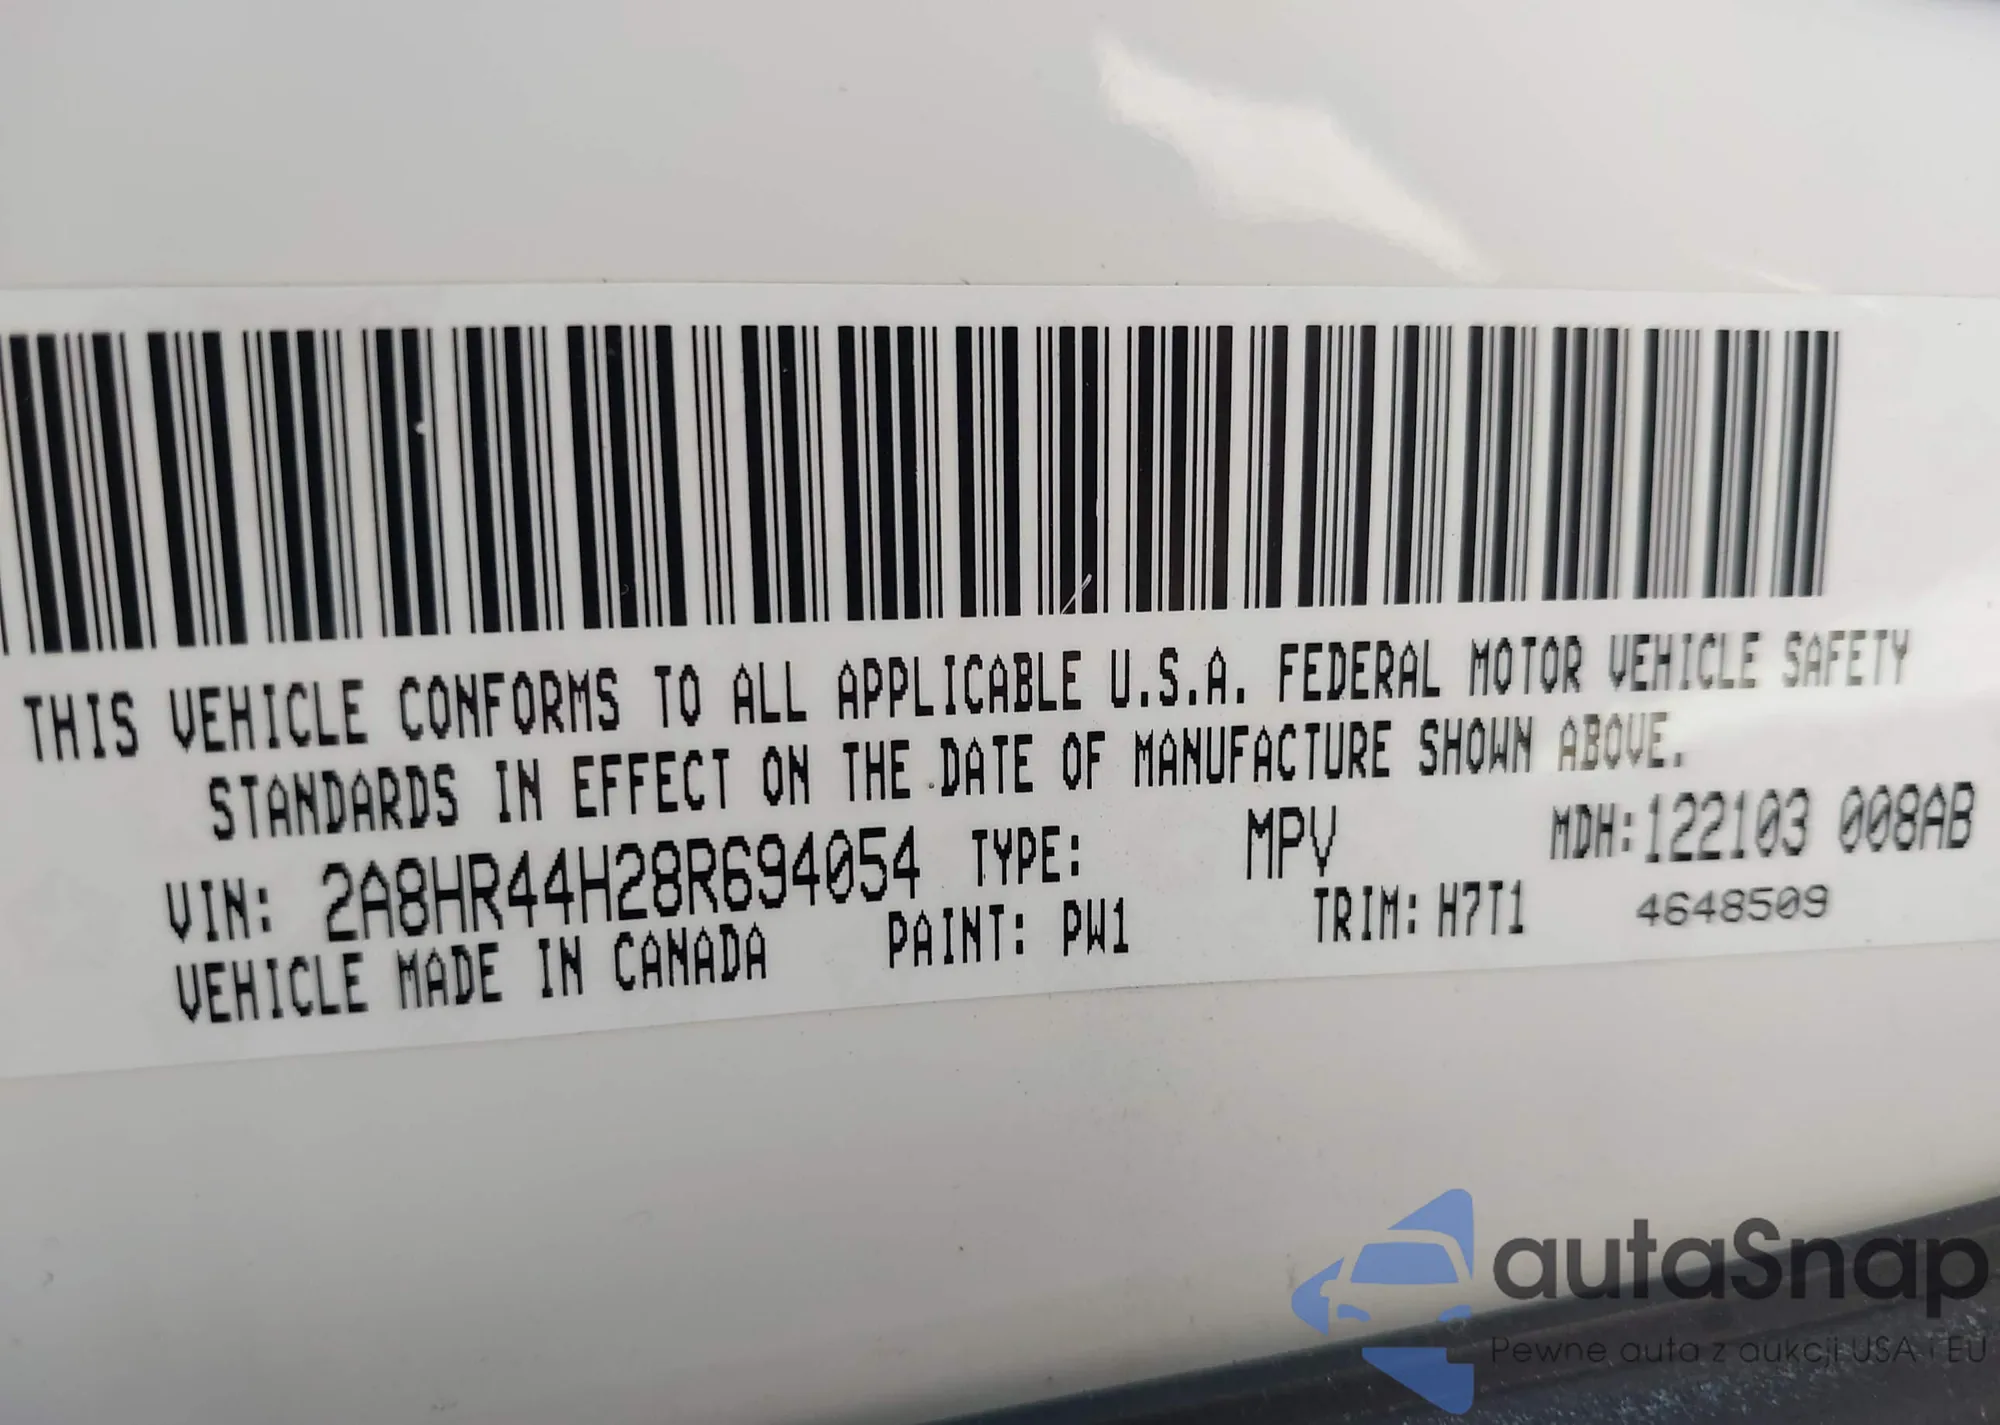 THIS VEHICLE CONFORMS TO ALL APPLICABLE U.S.A. FEDERAL MOTOR VEHICLE SAFETY
STANDARDS IN EFFECT ON THE DATE OF MANUFACTURE SHOWN ABOVE.
VIN: 2A8HR44H28R694054 TYPE: MPV MDH:122103 008AB
VEHICLE MADE IN CANADA PAINT: PW1 TRIM: H7T1 4648509
autaSnap
Pewne auta z aukcji USA i EU